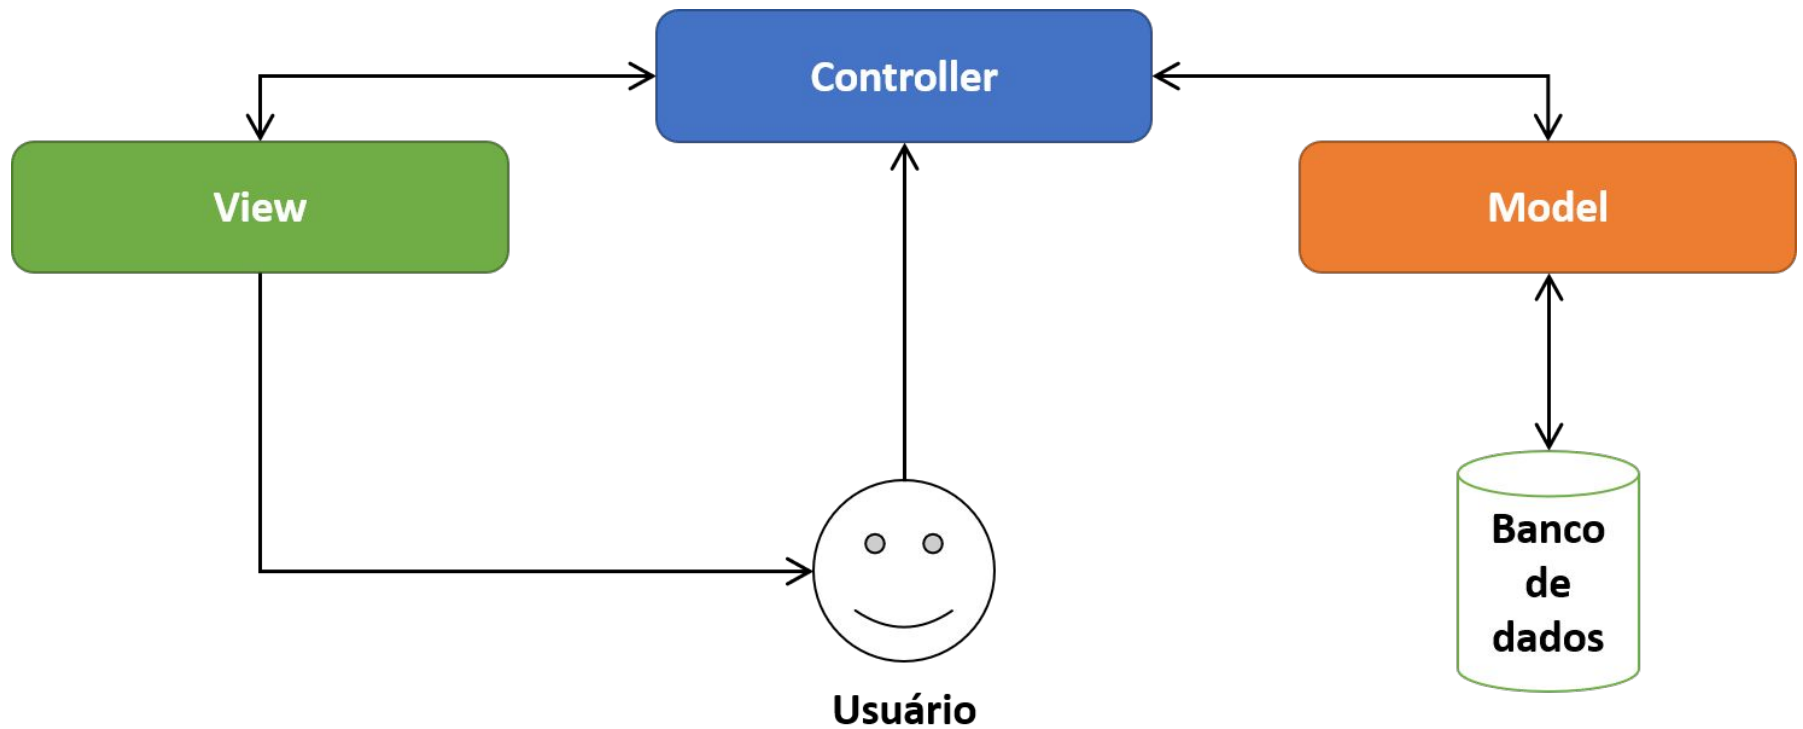 Controller
View
Model
Banco
de
dados
Usuário